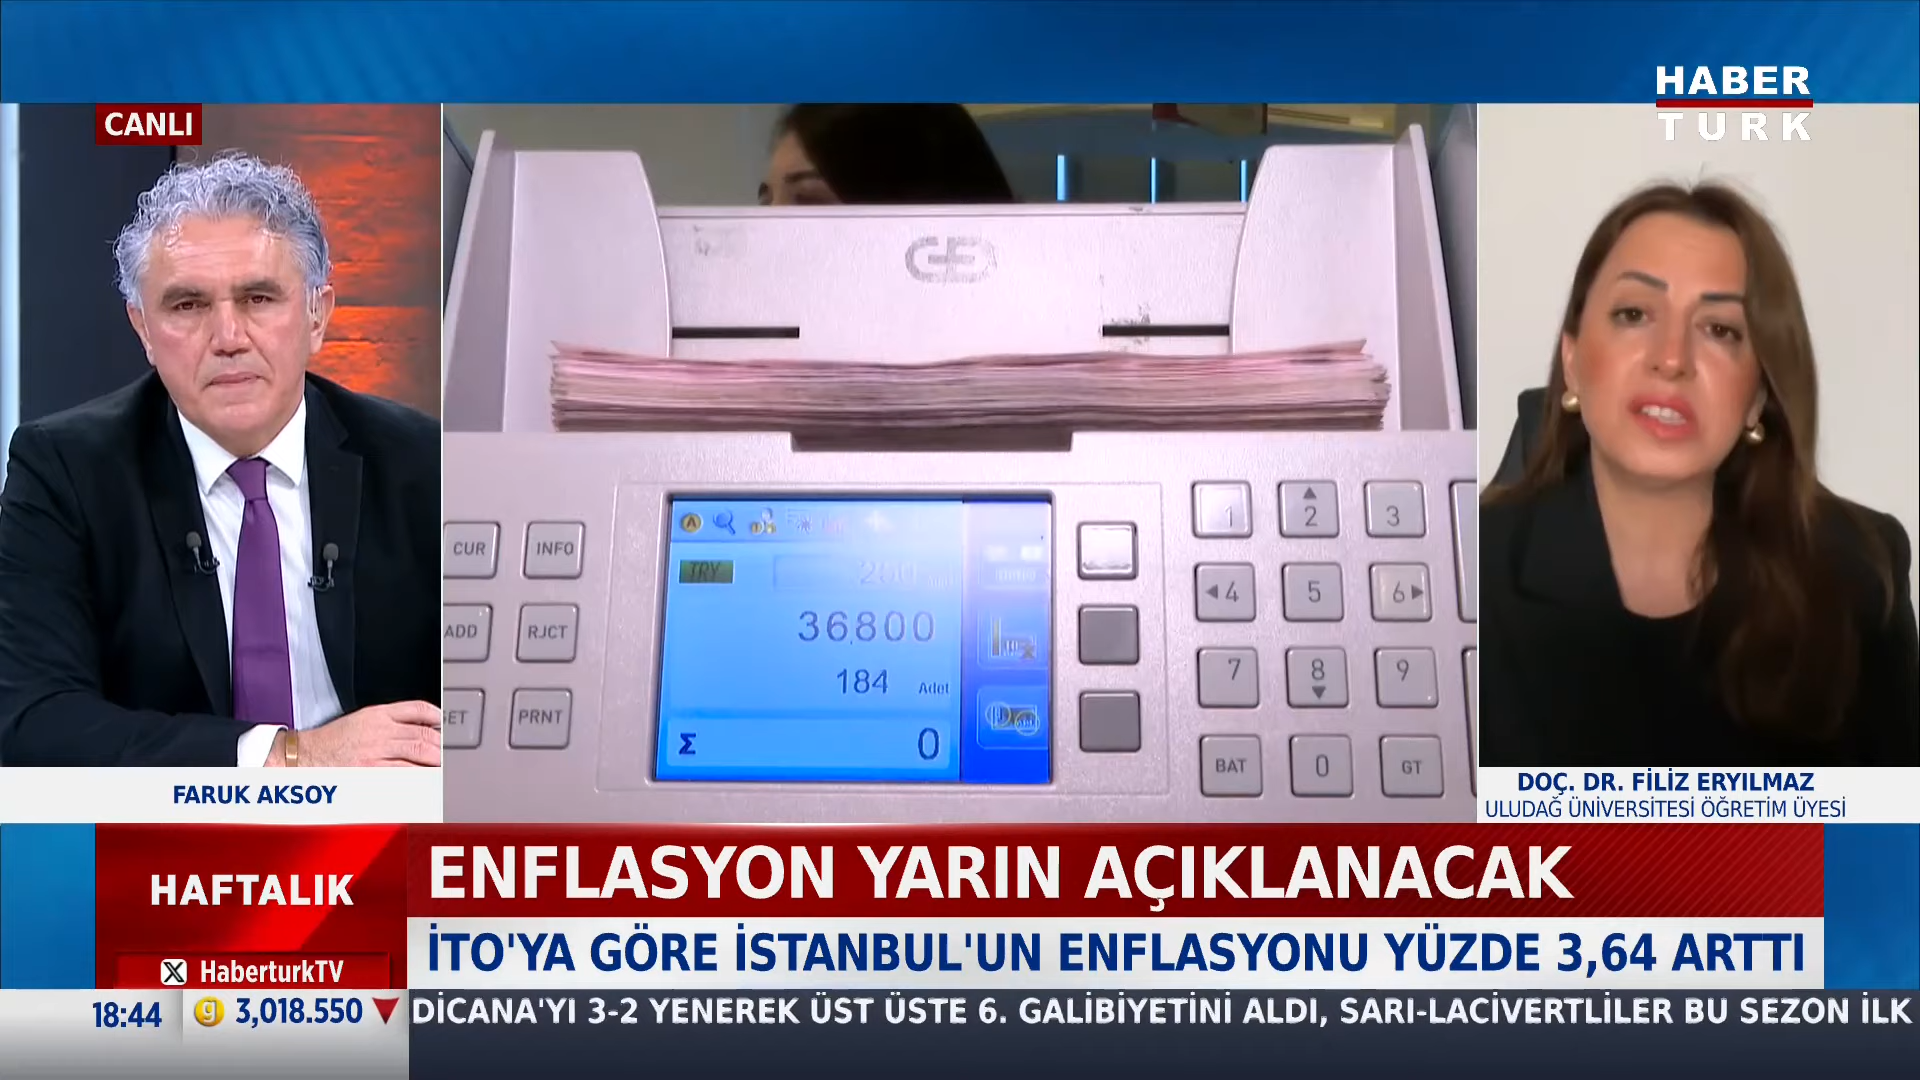 HABER
TURK
CANLI
CUR
INFO
ADD
RJCT
PRNT
TRY
36800
184 Adet
Σ 0
1 2 3
4 5 6
7 8 9
BAT 0 GT
FARUK AKSOY
DOÇ. DR. FİLİZ ERYILMAZ
ULUDAĞ ÜNİVERSİTESİ ÖĞRETİM ÜYESİ
HAFTALIK
ENFLASYON YARIN AÇIKLANACAK
İTO'YA GÖRE İSTANBUL'UN ENFLASYONU YÜZDE 3,64 ARTTI
X HaberturkTV
18:44
3,018.550
DİCANA'YI 3-2 YENEREK ÜST ÜSTE 6. GALİBİYETİNİ ALDI, SARI-LACİVERTLİLER BU SEZON İLK